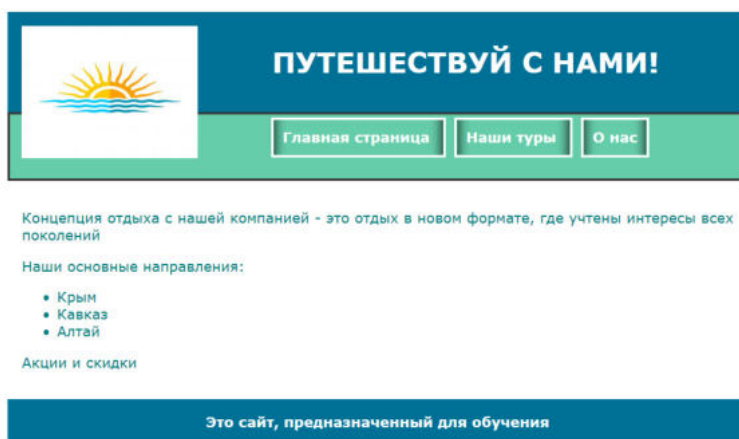 ПУТЕШЕСТВУЙ С НАМИ!
Главная страница Наши туры О нас
Концепция отдыха с нашей компанией - это отдых в новом формате, где учтены интересы всех
поколений
Наши основные направления:
• Крым
• Кавказ
• Алтай
Акции и скидки
Это сайт, предназначенный для обучения